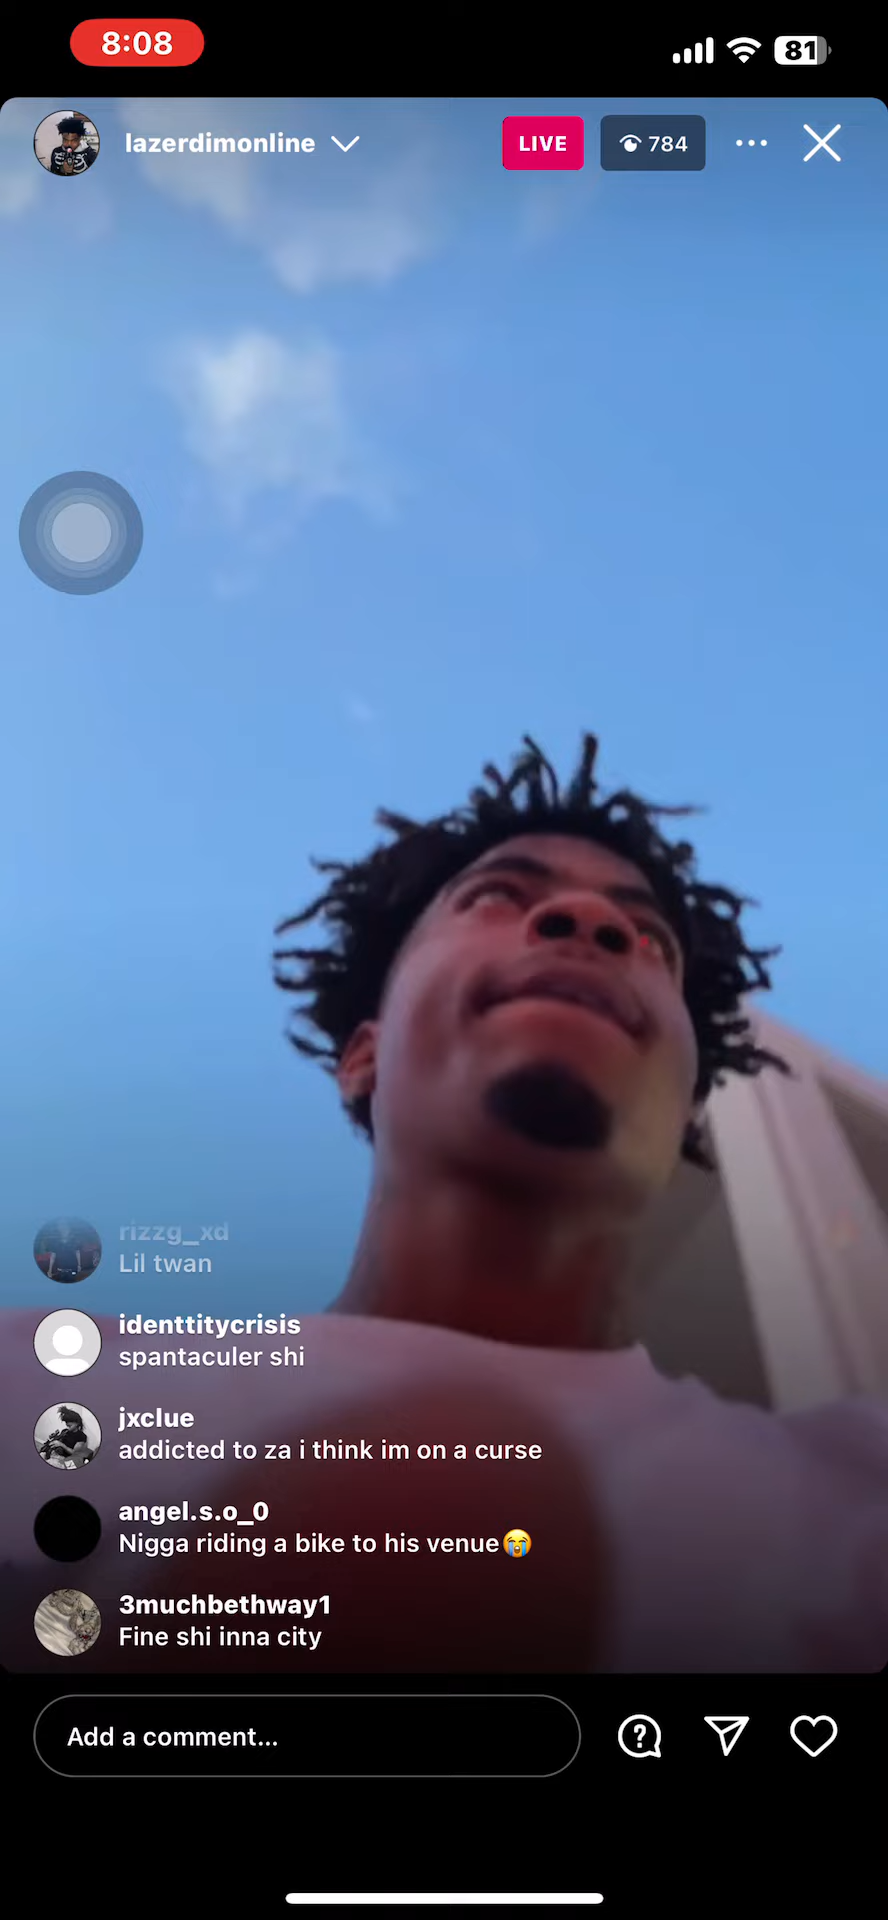 8:08
81
lazerdimonline
LIVE
784
rizzg_xd
Lil twan
identtitycrisis
spantaculer shi
jxclue
addicted to za i think im on a curse
angel.s.o_0
Nigga riding a bike to his venue😭
3muchbethway1
Fine shi inna city
Add a comment...